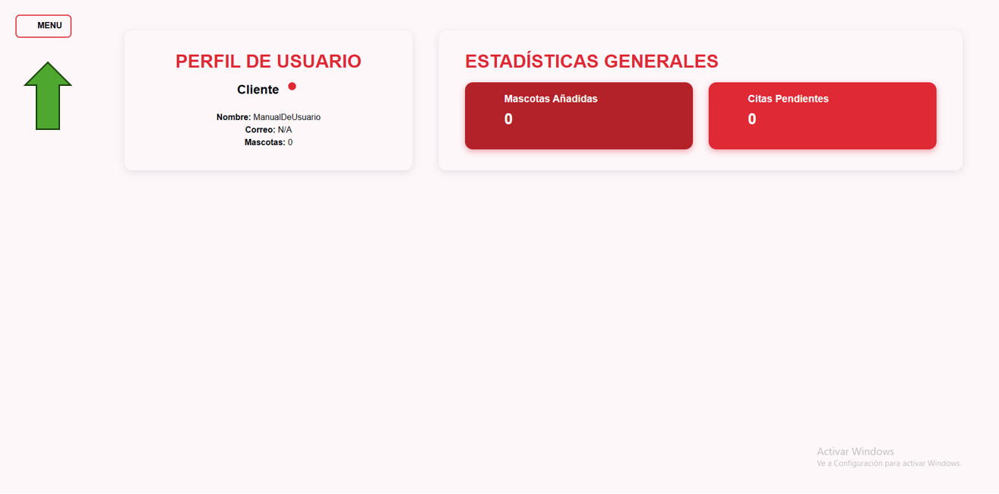 MENU
PERFIL DE USUARIO
Cliente
Nombre: ManualDeUsuario
Correo: N/A
Mascotas: 0
ESTADÍSTICAS GENERALES
Mascotas Añadidas
0
Citas Pendientes
0
Activar Windows
Ve a Configuración para activar Windows.